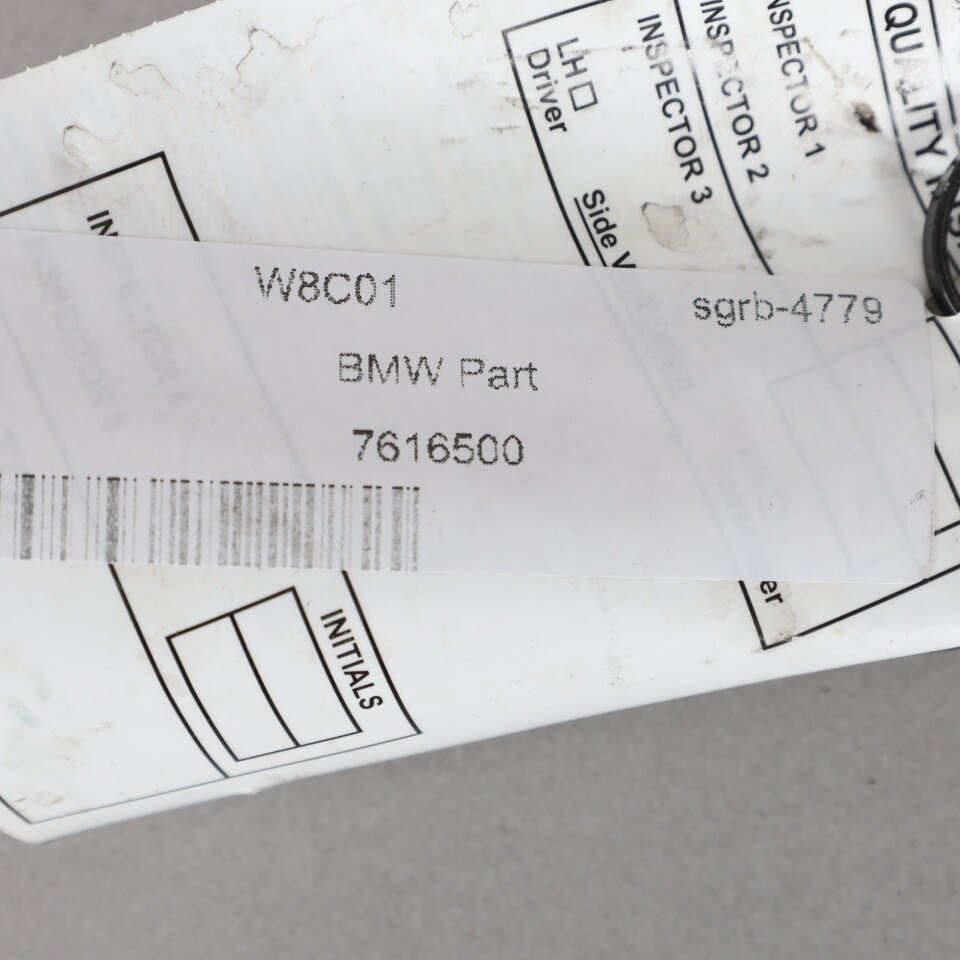 W8C01
sgrb-4779
BMW Part
7616500
QUALITY
INSPECTOR 1
INSPECTOR 2
INSPECTOR 3
LH
Driver
Side
INITIALS